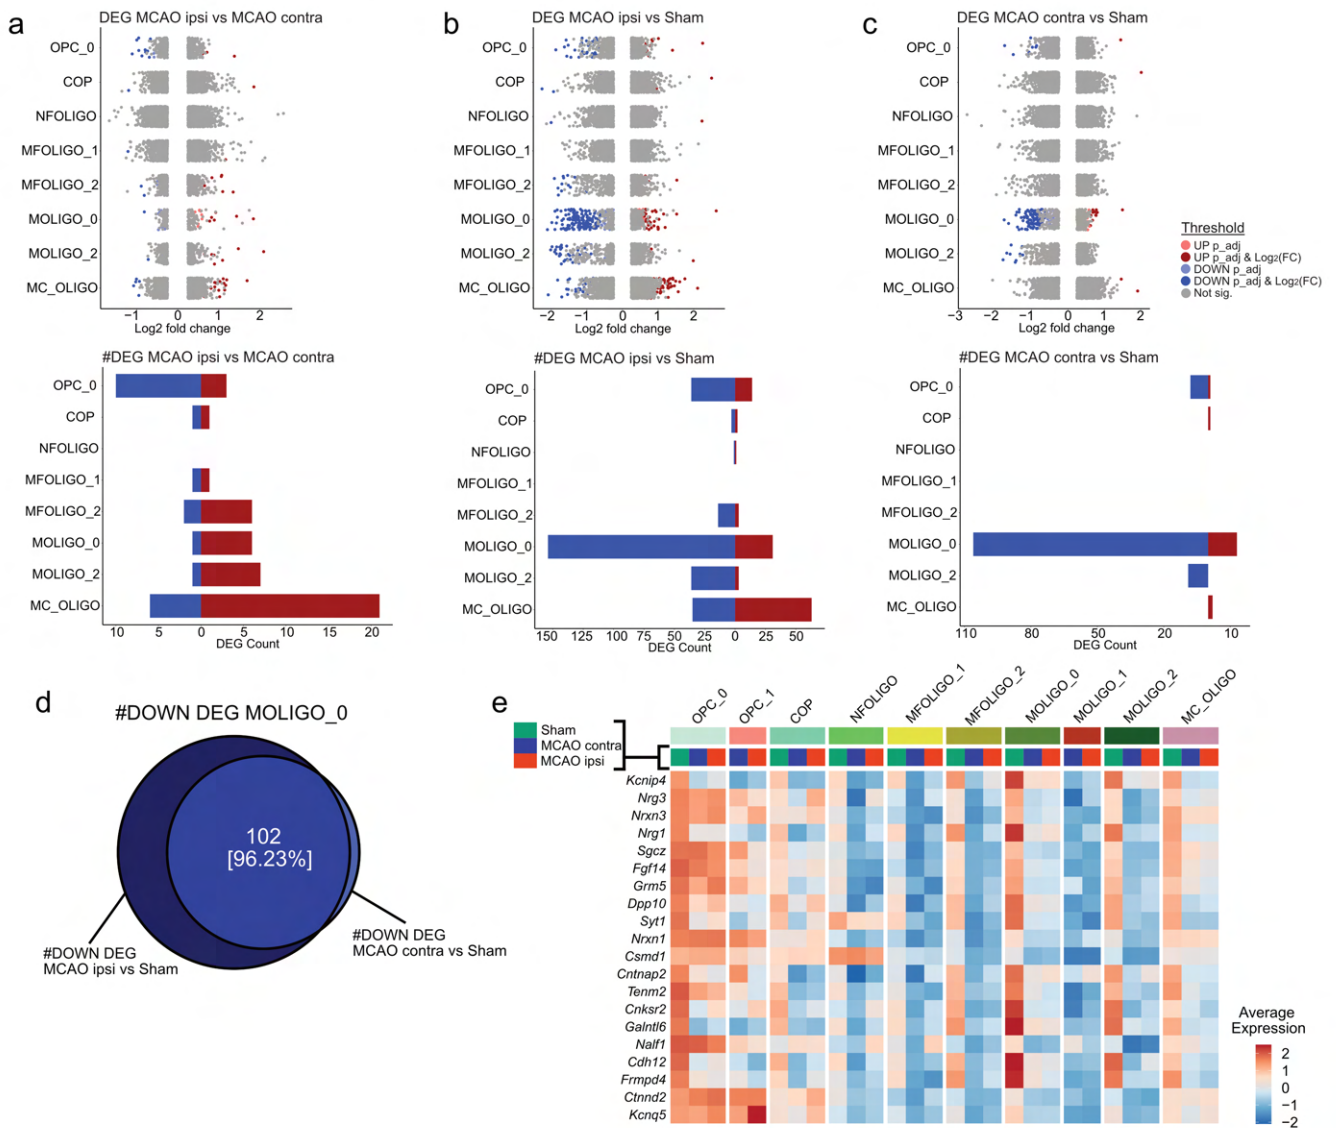 a
DEG MCAO ipsi vs MCAO contra
OPC_0
COP
NFOLIGO
MFOLIGO_1
MFOLIGO_2
MOLIGO_0
MOLIGO_2
MC_OLIGO
−1 0 1 2
Log2 fold change
b
DEG MCAO ipsi vs Sham
OPC_0
COP
NFOLIGO
MFOLIGO_1
MFOLIGO_2
MOLIGO_0
MOLIGO_2
MC_OLIGO
−2 −1 0 1 2
Log2 fold change
c
DEG MCAO contra vs Sham
OPC_0
COP
NFOLIGO
MFOLIGO_1
MFOLIGO_2
MOLIGO_0
MOLIGO_2
MC_OLIGO
−3 −2 −1 0 1 2
Log2 fold change
Threshold
UP p_adj
UP p_adj & Log2(FC)
DOWN p_adj
DOWN p_adj & Log2(FC)
Not sig.
#DEG MCAO ipsi vs MCAO contra
OPC_0
COP
NFOLIGO
MFOLIGO_1
MFOLIGO_2
MOLIGO_0
MOLIGO_2
MC_OLIGO
10 5 0 5 10 15 20
DEG Count
#DEG MCAO ipsi vs Sham
OPC_0
COP
NFOLIGO
MFOLIGO_1
MFOLIGO_2
MOLIGO_0
MOLIGO_2
MC_OLIGO
150 125 100 75 50 25 0 25 50
DEG Count
#DEG MCAO contra vs Sham
OPC_0
COP
NFOLIGO
MFOLIGO_1
MFOLIGO_2
MOLIGO_0
MOLIGO_2
MC_OLIGO
110 80 50 20 10
DEG Count
d
#DOWN DEG MOLIGO_0
102
[96.23%]
#DOWN DEG
MCAO ipsi vs Sham
#DOWN DEG
MCAO contra vs Sham
e
Sham
MCAO contra
MCAO ipsi
OPC_0
OPC_1
COP
NFOLIGO
MFOLIGO_1
MFOLIGO_2
MOLIGO_0
MOLIGO_1
MOLIGO_2
MC_OLIGO
Kcnip4
Nrg3
Nrxn3
Nrg1
Sgcz
Fgf14
Grm5
Dpp10
Syt1
Nrxn1
Csmd1
Cntnap2
Tenm2
Cnksr2
Galntl6
Nalf1
Cdh12
Frmpd4
Ctnnd2
Kcnq5
Average
Expression
2
1
0
−1
−2